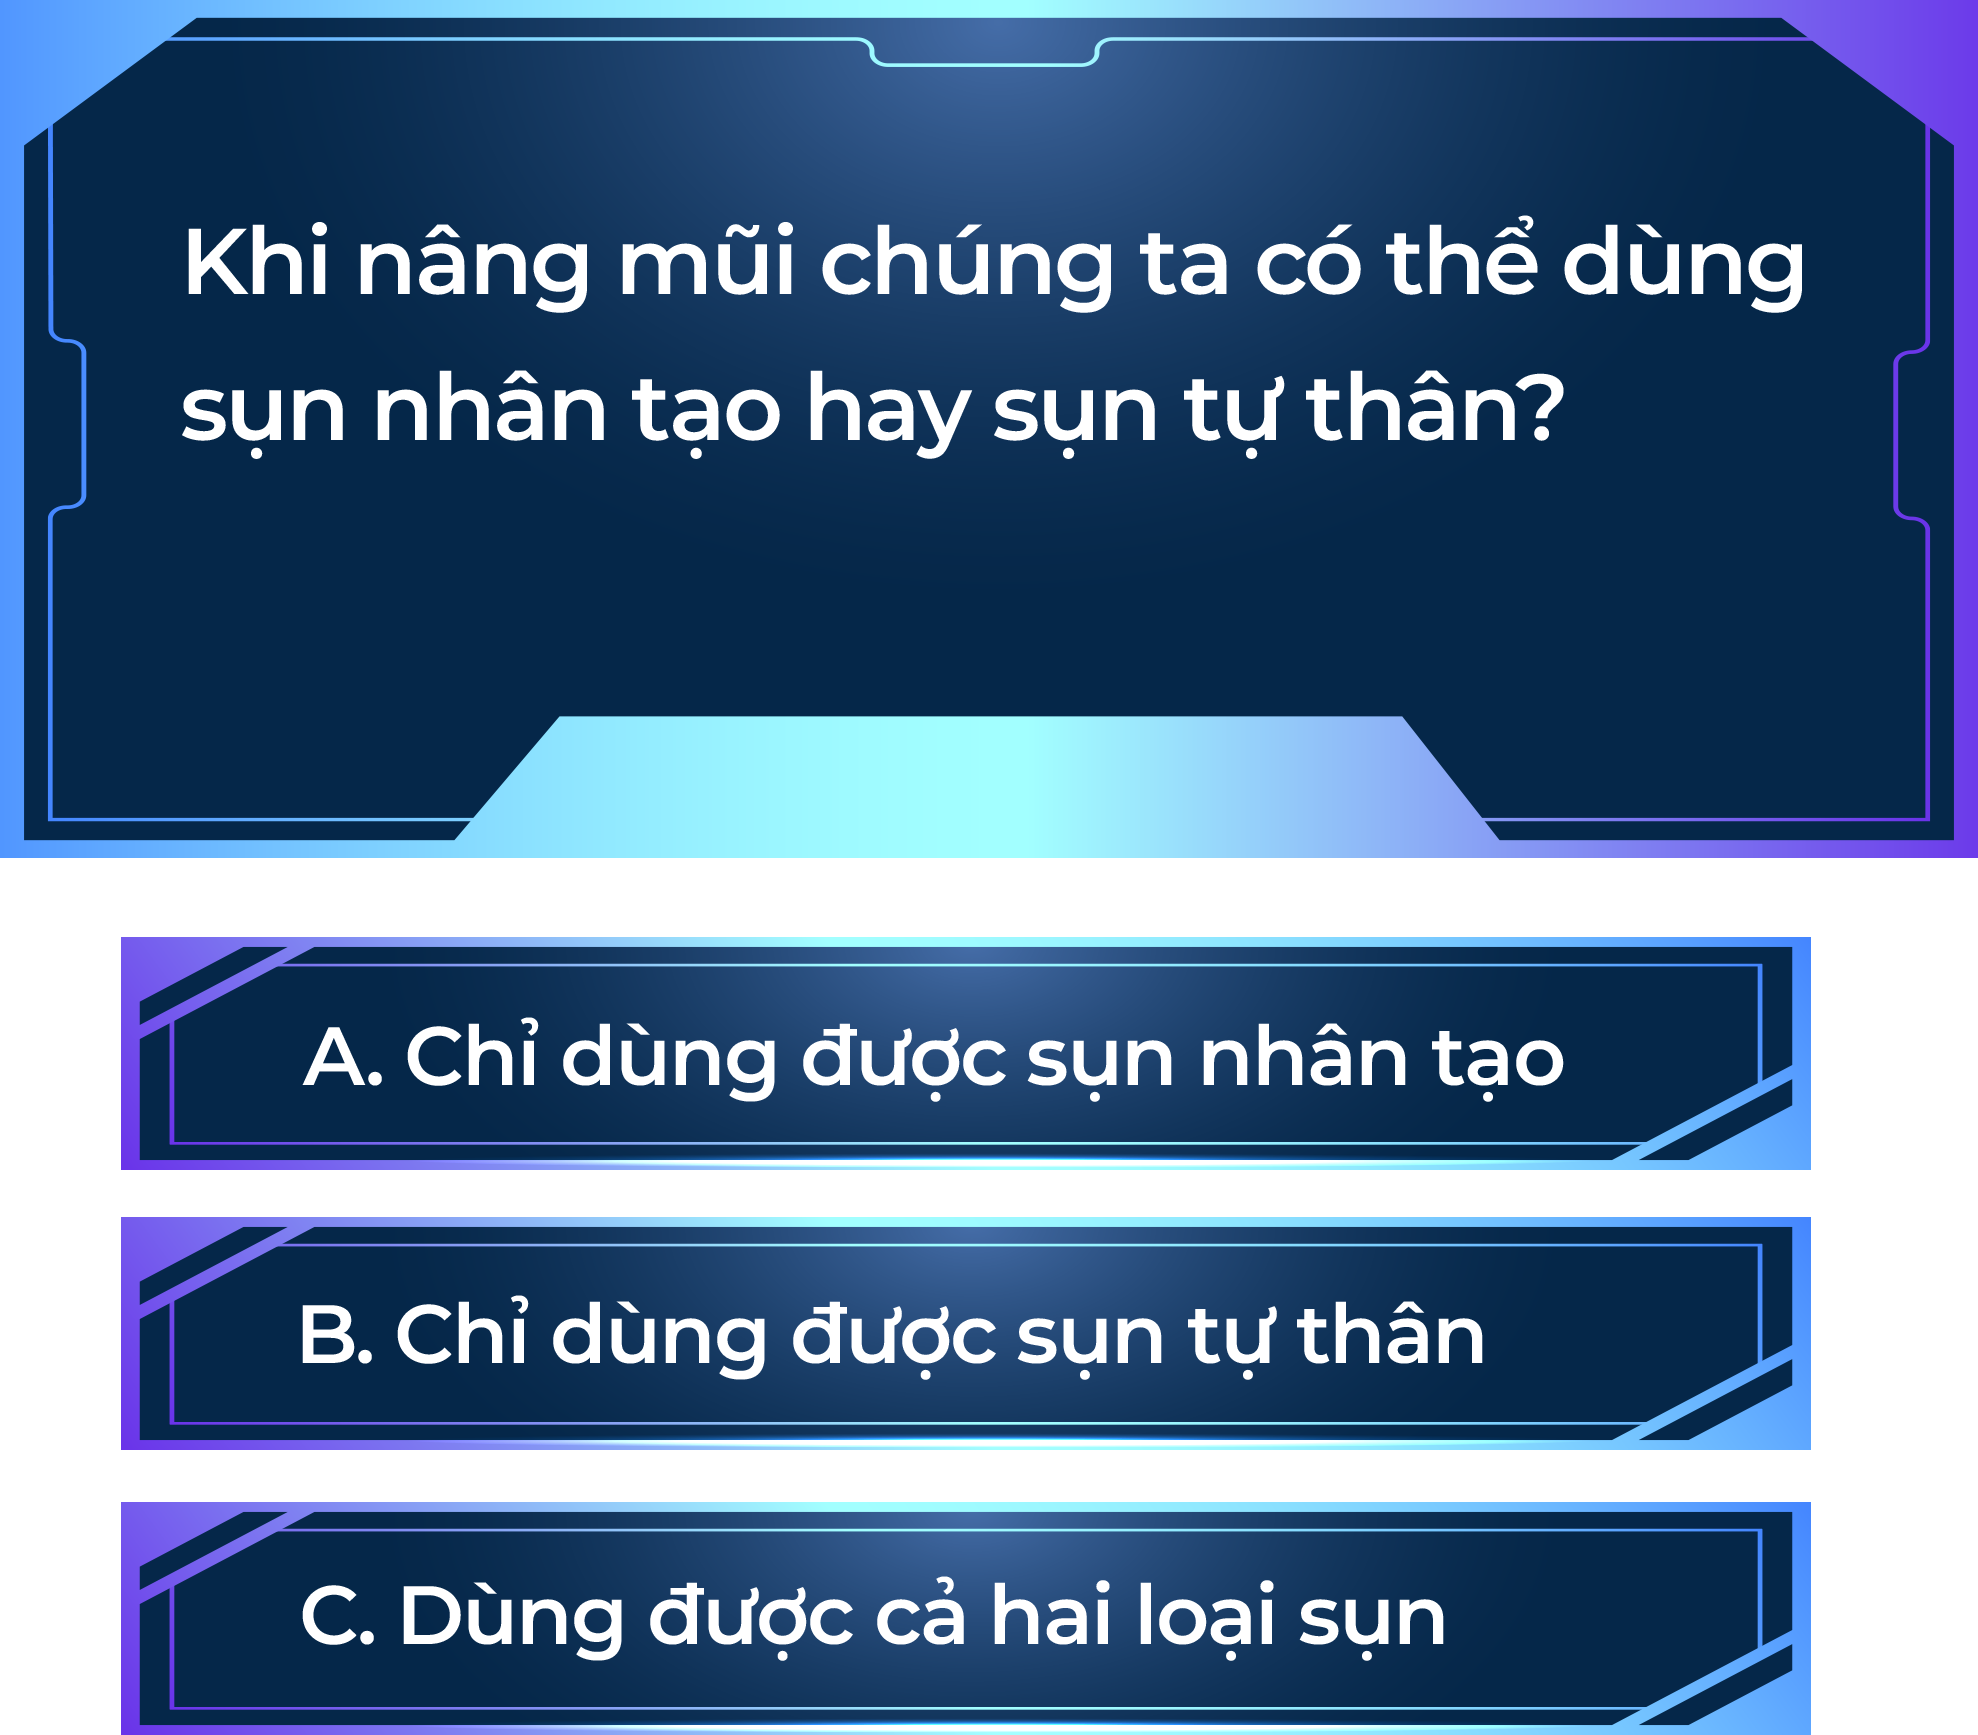 Khi nâng mũi chúng ta có thể dùng
sụn nhân tạo hay sụn tự thân?
A. Chỉ dùng được sụn nhân tạo
B. Chỉ dùng được sụn tự thân
C. Dùng được cả hai loại sụn